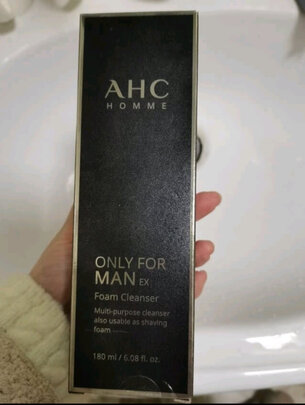 AHC
HOMME
ONLY FOR
MAN EX
Foam Cleanser
Multi-purpose cleanser
also usable as shaving
foam
180 ml / 6.08 fl. oz.